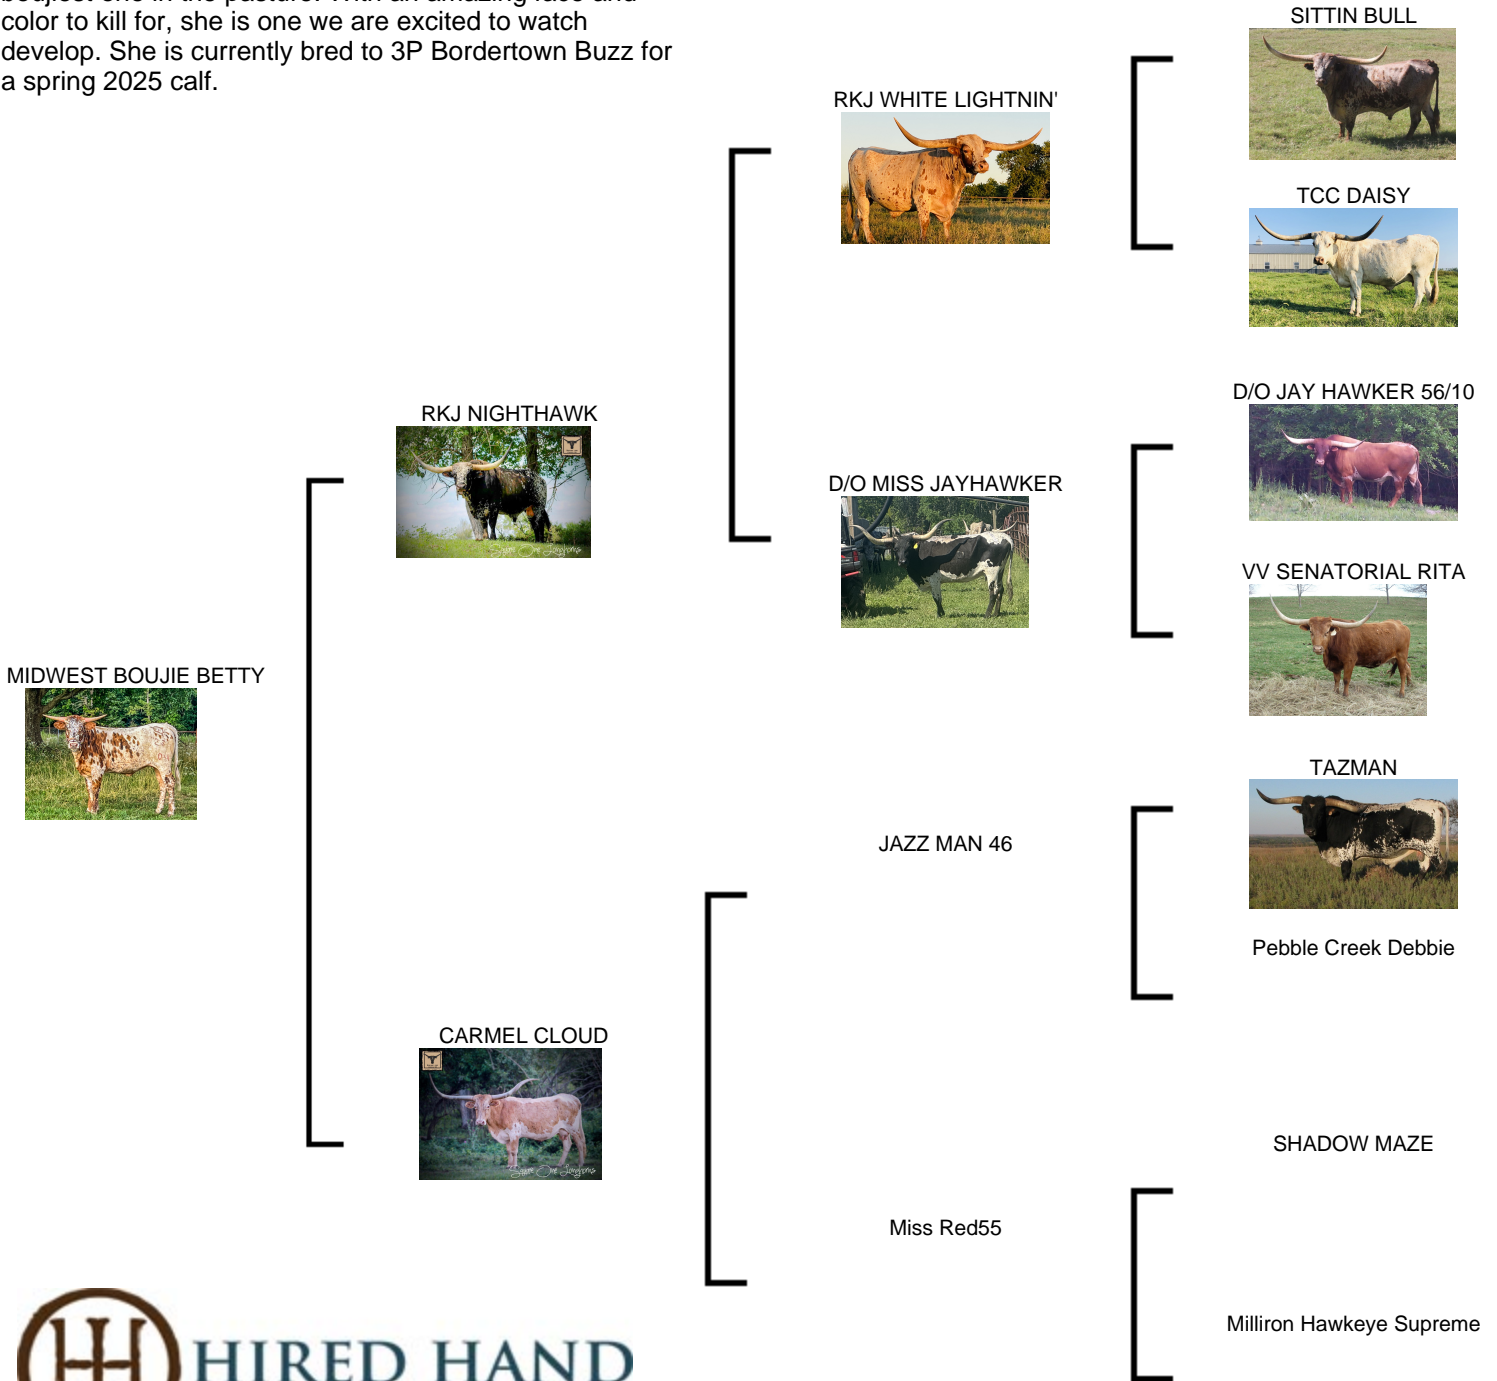 color to kill for, she is one we are excited to watch
develop. She is currently bred to 3P Bordertown Buzz for
a spring 2025 calf.
SITTIN BULL
RKJ WHITE LIGHTNIN'
TCC DAISY
D/O JAY HAWKER 56/10
RKJ NIGHTHAWK
D/O MISS JAYHAWKER
VV SENATORIAL RITA
MIDWEST BOUJIE BETTY
TAZMAN
JAZZ MAN 46
Pebble Creek Debbie
CARMEL CLOUD
SHADOW MAZE
Miss Red55
Milliron Hawkeye Supreme
HIRED HAND